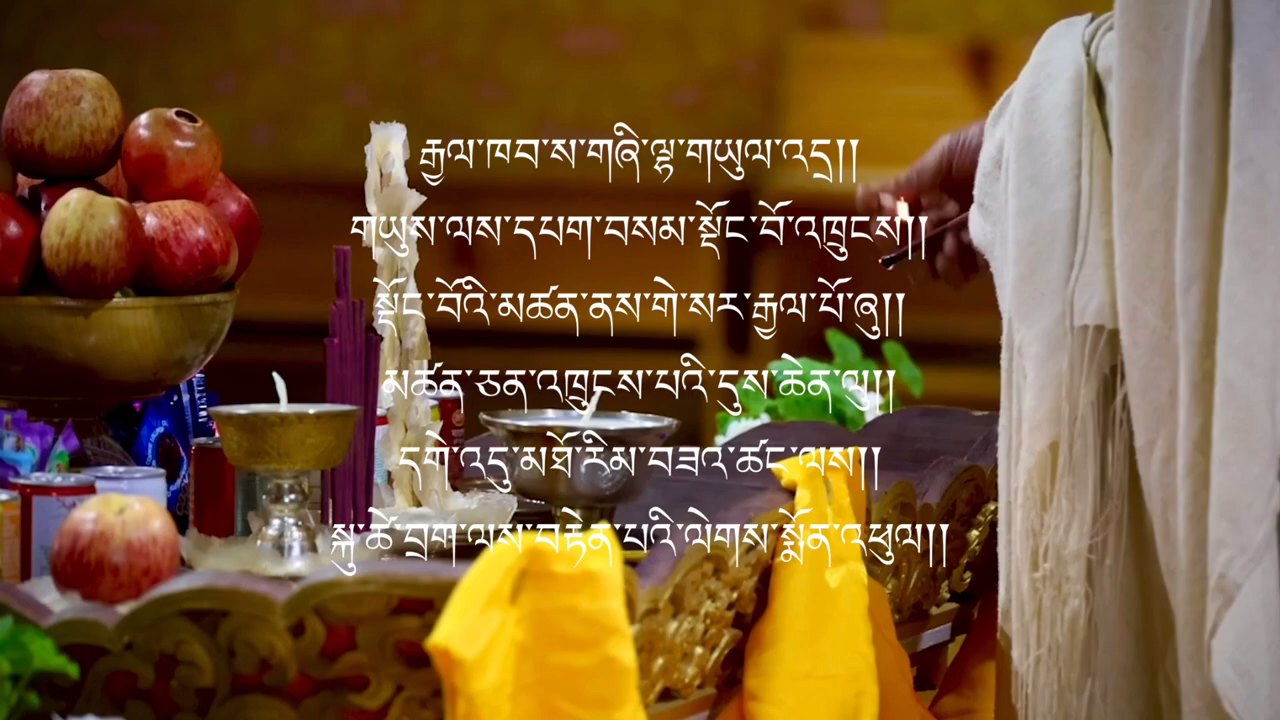 རྒྱལ་ཁབ་ས་གཞི་ལྷ་གཡུལ་འདྲ།།
གཡུས་ལས་དཔག་བསམ་སྡོང་བོ་འཁྲུངས།།
སྡོང་བོའི་མཚན་ནས་གེ་སར་རྒྱལ་པོ་ཞུ།།
མཚན་ཅན་འཁྲུངས་པའི་དུས་ཆེན་ལུ།།
དགེ་འདུ་མཐོ་རིམ་བཟའ་ཚང་ལས།།
སྐུ་ཚེ་བྲག་ལས་བརྟེན་པའི་ལེགས་སྨོན་འཕུལ།།